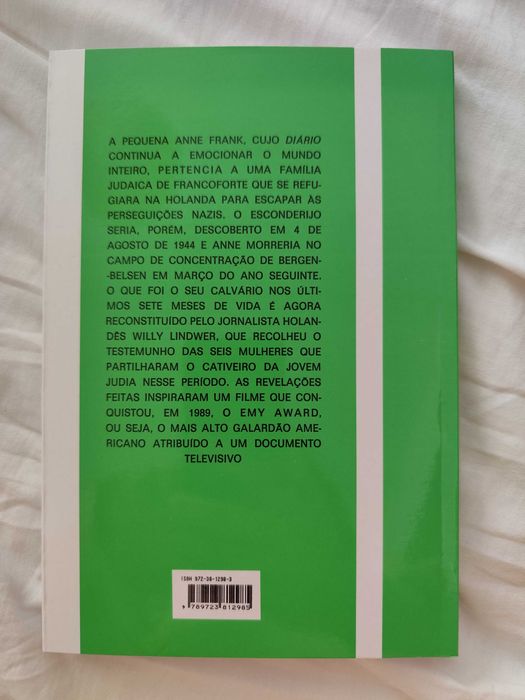 A PEQUENA ANNE FRANK, CUJO DIÁRIO
CONTINUA A EMOCIONAR O MUNDO
INTEIRO, PERTENCIA A UMA FAMÍLIA
JUDAICA DE FRANCOFORTE QUE SE REFU-
GIARA NA HOLANDA PARA ESCAPAR ÀS
PERSEGUIÇÕES NAZIS. O ESCONDERIJO
SERIA, PORÉM, DESCOBERTO EM 4 DE
AGOSTO DE 1944 E ANNE MORRERIA NO
CAMPO DE CONCENTRAÇÃO DE BERGEN-
-BELSEN EM MARÇO DO ANO SEGUINTE.
O QUE FOI O SEU CALVÁRIO NOS ÚLTI-
MOS SETE MESES DE VIDA É AGORA
RECONSTITUÍDO PELO JORNALISTA HOLAN-
DÊS WILLY LINDWER, QUE RECOLHEU O
TESTEMUNHO DAS SEIS MULHERES QUE
PARTILHARAM O CATIVEIRO DA JOVEM
JUDIA NESSE PERÍODO. AS REVELAÇÕES
FEITAS INSPIRARAM UM FILME QUE CON-
QUISTOU, EM 1989, O EMY AWARD,
OU SEJA, O MAIS ALTO GALARDÃO AME-
RICANO ATRIBUÍDO A UM DOCUMENTO
TELEVISIVO
ISBN 972-38-1298-3
9 789723 812985